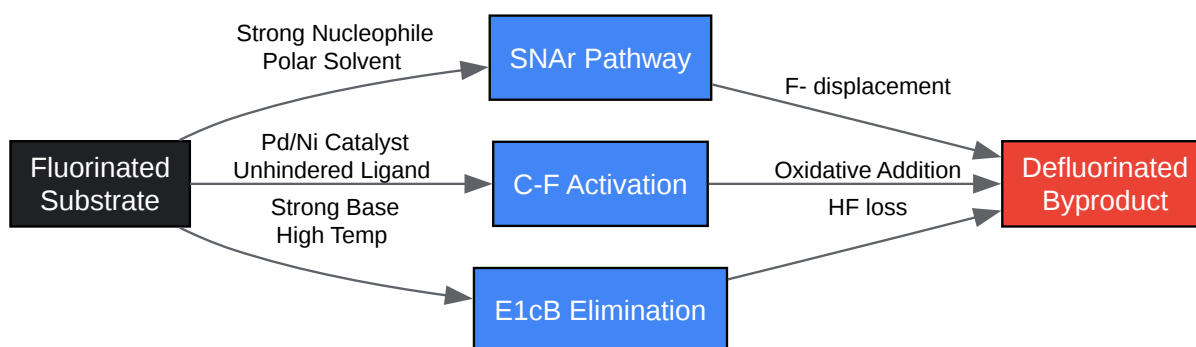 Strong Nucleophile
Polar Solvent
SNAr Pathway
F- displacement
Fluorinated
Substrate
Pd/Ni Catalyst
Unhindered Ligand
C-F Activation
Oxidative Addition
Defluorinated
Byproduct
Strong Base
High Temp
HF loss
E1cB Elimination